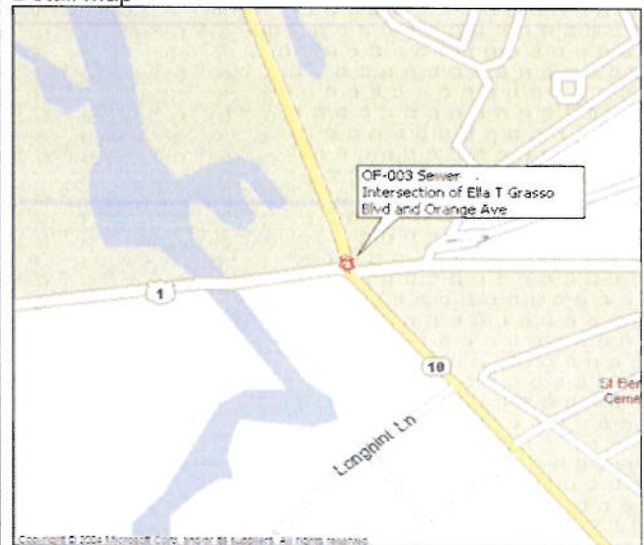 OF-003 Sewer
Intersection of Ella T Grasso
Blvd and Orange Ave
1
10
St Ber
Ceme
Longhini Ln
Copyright © 2004 Microsoft Corp. and/or its suppliers. All rights reserved.